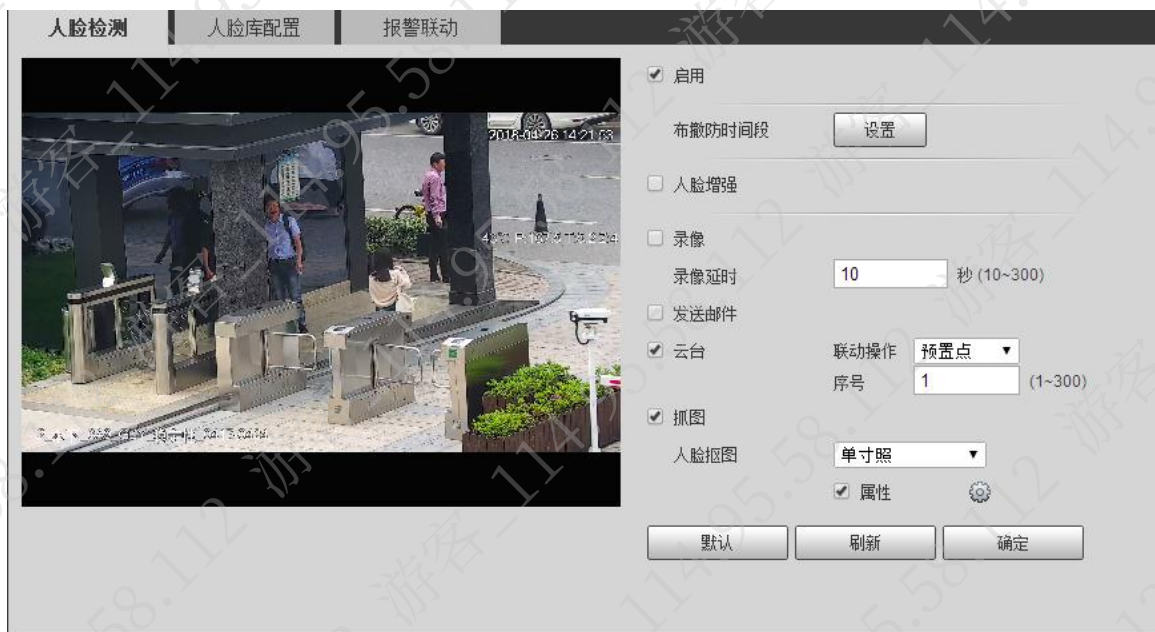 人脸检测 人脸库配置 报警联动
启用
2018-04-26 14:21:53
布撤防时间段 设置
人脸增强
录像
录像延时 10 秒 (10~300)
发送邮件
云台 联动操作 预置点
序号 1 (1~300)
抓图
人脸抠图 单寸照
属性
默认 刷新 确定